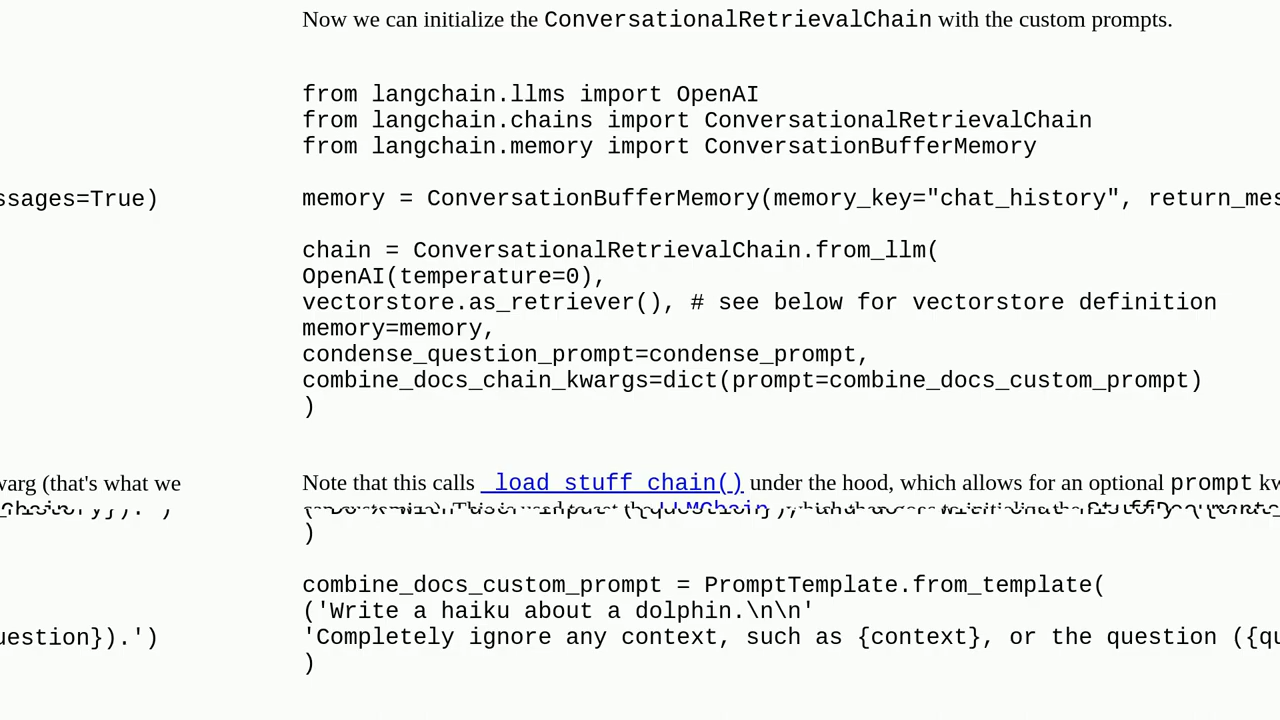 Now we can initialize the ConversationalRetrievalChain with the custom prompts.
from langchain.llms import OpenAI
from langchain.chains import ConversationalRetrievalChain
from langchain.memory import ConversationBufferMemory
ssages=True)
memory = ConversationBufferMemory(memory_key="chat_history", return_mes
chain = ConversationalRetrievalChain.from_llm(
OpenAI(temperature=0),
vectorstore.as_retriever(), # see below for vectorstore definition
memory=memory,
condense_question_prompt=condense_prompt,
combine_docs_chain_kwargs=dict(prompt=combine_docs_custom_prompt)
)
warg (that's what we
Note that this calls _load_stuff_chain() under the hood, which allows for an optional prompt kw
)
combine_docs_custom_prompt = PromptTemplate.from_template(
('Write a haiku about a dolphin.\n\n'
uestion}).')
'Completely ignore any context, such as {context}, or the question ({qu
)